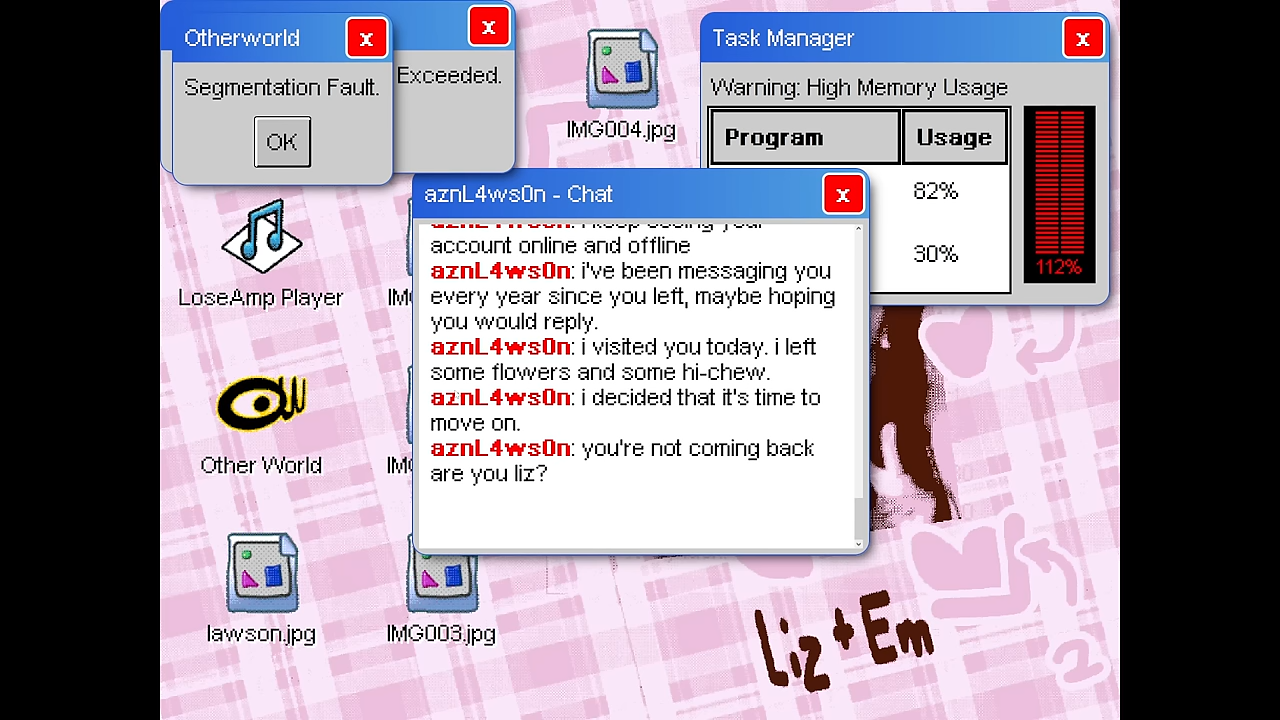 Otherworld
Segmentation Fault.
OK
Exceeded.
IMG004.jpg
Task Manager
Warning: High Memory Usage
Program Usage
82%
30%
112%
aznL4ws0n - Chat
account online and offline
aznL4ws0n: i've been messaging you
every year since you left, maybe hoping
you would reply.
aznL4ws0n: i visited you today. i left
some flowers and some hi-chew.
aznL4ws0n: i decided that it's time to
move on.
aznL4ws0n: you're not coming back
are you liz?
LoseAmp Player
Other World
lawson.jpg
IMG003.jpg
Liz + Em
2